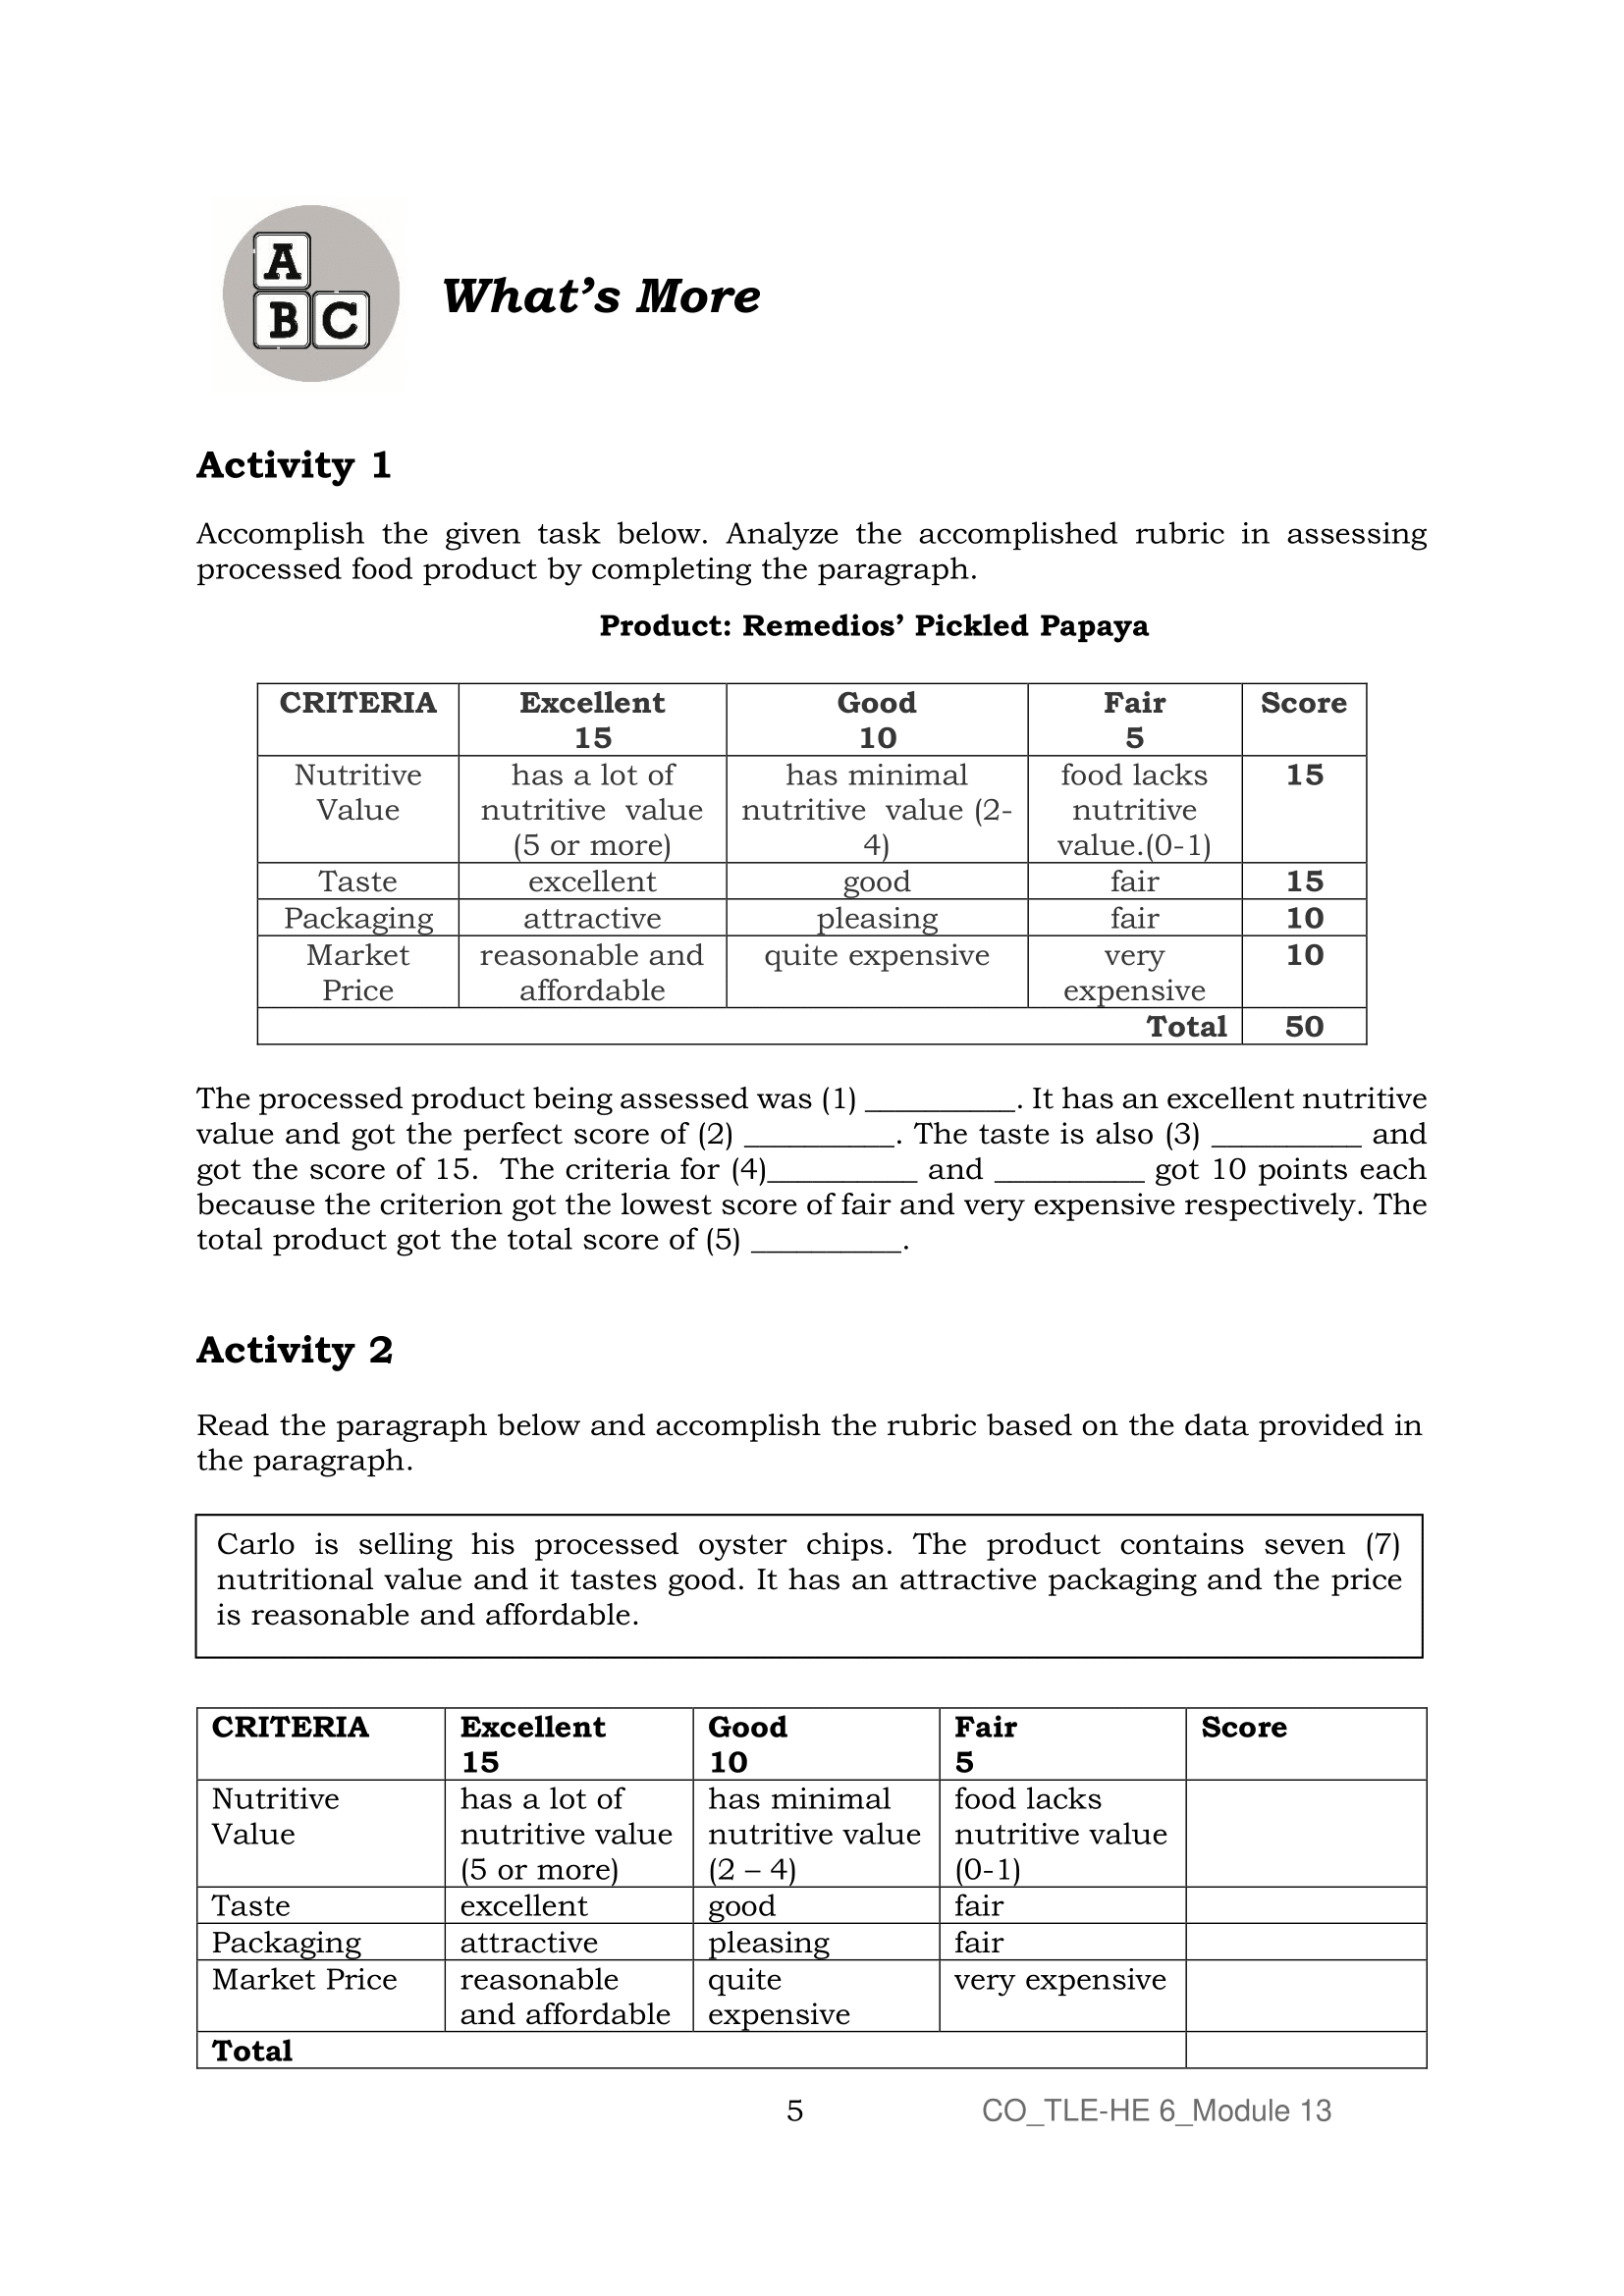 A
B C
What's More
Activity 1
Accomplish the given task below. Analyze the accomplished rubric in assessing
processed food product by completing the paragraph.
Product: Remedios' Pickled Papaya
CRITERIA Excellent Good Fair Score
15 10 5
Nutritive has a lot of has minimal food lacks 15
Value nutritive value nutritive value (2- nutritive
(5 or more) 4) value.(0-1)
Taste excellent good fair 15
Packaging attractive pleasing fair 10
Market reasonable and quite expensive very 10
Price affordable expensive
Total 50
The processed product being assessed was (1) __________. It has an excellent nutritive
value and got the perfect score of (2) __________. The taste is also (3) __________ and
got the score of 15. The criteria for (4)__________ and __________ got 10 points each
because the criterion got the lowest score of fair and very expensive respectively. The
total product got the total score of (5) __________.
Activity 2
Read the paragraph below and accomplish the rubric based on the data provided in
the paragraph.
Carlo is selling his processed oyster chips. The product contains seven (7)
nutritional value and it tastes good. It has an attractive packaging and the price
is reasonable and affordable.
CRITERIA Excellent Good Fair Score
15 10 5
Nutritive has a lot of has minimal food lacks
Value nutritive value nutritive value nutritive value
(5 or more) (2 – 4) (0-1)
Taste excellent good fair
Packaging attractive pleasing fair
Market Price reasonable quite very expensive
and affordable expensive
Total
5 CO_TLE-HE 6_Module 13